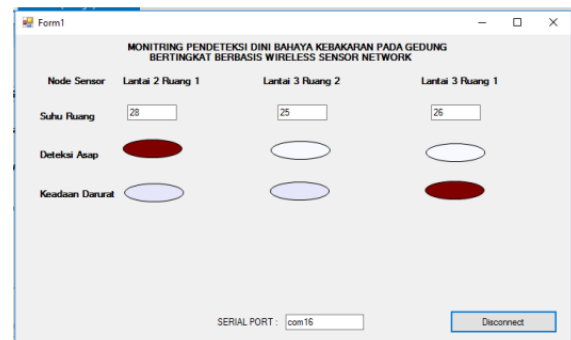 Form1
MONITRING PENDETEKSI DINI BAHAYA KEBAKARAN PADA GEDUNG
BERTINGKAT BERBASIS WIRELESS SENSOR NETWORK
Node Sensor Lantai 2 Ruang 1 Lantai 3 Ruang 2 Lantai 3 Ruang 1
Suhu Ruang 28 25 26
Deteksi Asap
Keadaan Darurat
SERIAL PORT : com16 Disconnect